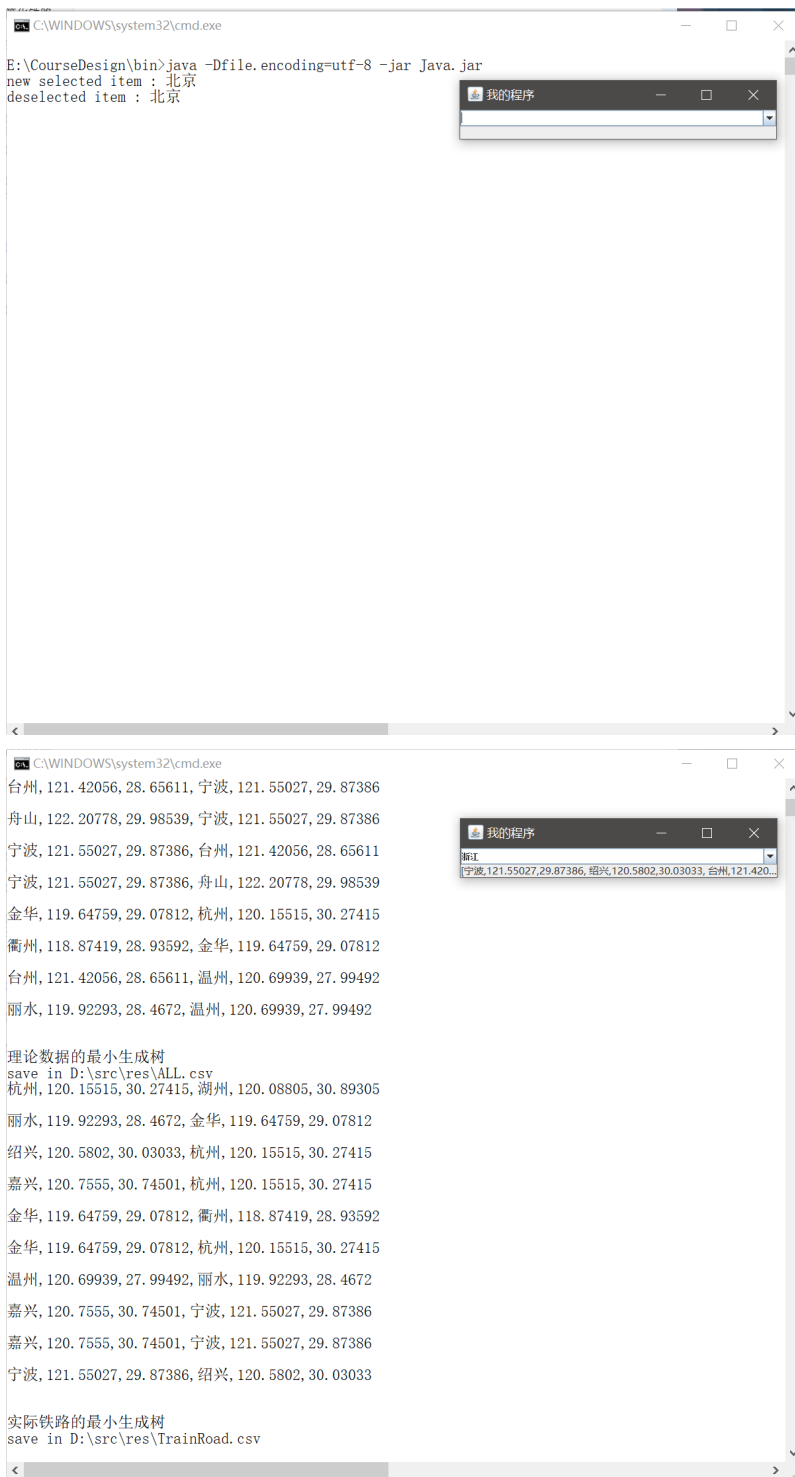 C:\WINDOWS\system32\cmd.exe
E:\CourseDesign\bin>java -Dfile.encoding=utf-8 -jar Java.jar
new selected item : 北京
deselected item : 北京
我的程序
C:\WINDOWS\system32\cmd.exe
台州,121.42056,28.65611,宁波,121.55027,29.87386
舟山,122.20778,29.98539,宁波,121.55027,29.87386
宁波,121.55027,29.87386,台州,121.42056,28.65611
宁波,121.55027,29.87386,舟山,122.20778,29.98539
金华,119.64759,29.07812,杭州,120.15515,30.27415
衢州,118.87419,28.93592,金华,119.64759,29.07812
台州,121.42056,28.65611,温州,120.69939,27.99492
丽水,119.92293,28.4672,温州,120.69939,27.99492
理论数据的最小生成树
save in D:\src\res\ALL.csv
杭州,120.15515,30.27415,湖州,120.08805,30.89305
丽水,119.92293,28.4672,金华,119.64759,29.07812
绍兴,120.5802,30.03033,杭州,120.15515,30.27415
嘉兴,120.7555,30.74501,杭州,120.15515,30.27415
金华,119.64759,29.07812,衢州,118.87419,28.93592
金华,119.64759,29.07812,杭州,120.15515,30.27415
温州,120.69939,27.99492,丽水,119.92293,28.4672
嘉兴,120.7555,30.74501,宁波,121.55027,29.87386
嘉兴,120.7555,30.74501,宁波,121.55027,29.87386
宁波,121.55027,29.87386,绍兴,120.5802,30.03033
实际铁路的最小生成树
save in D:\src\res\TrainRoad.csv
我的程序
浙江
[宁波,121.55027,29.87386, 绍兴,120.5802,30.03033, 台州,121.420...